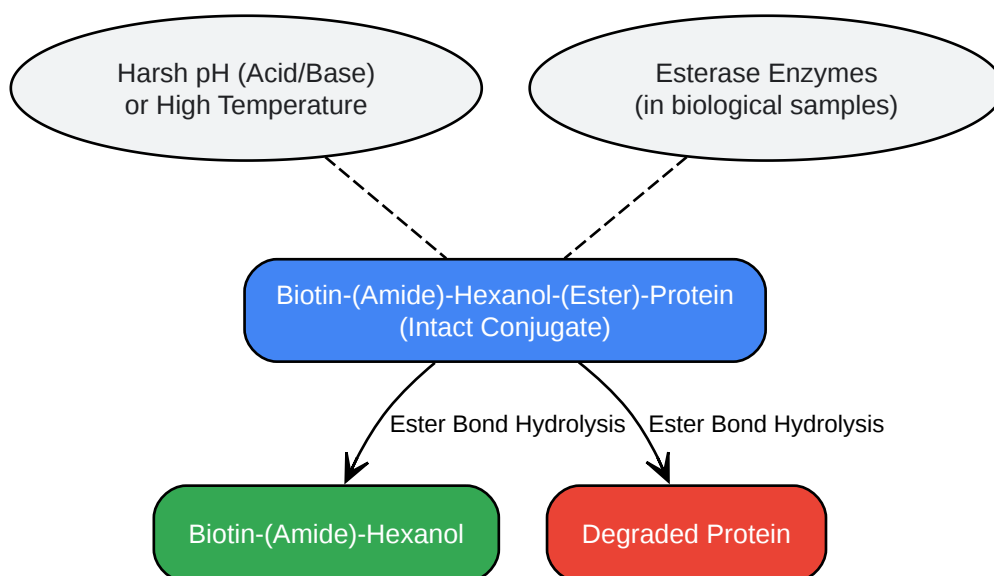 Harsh pH (Acid/Base)
or High Temperature
Esterase Enzymes
(in biological samples)
Biotin-(Amide)-Hexanol-(Ester)-Protein
(Intact Conjugate)
Ester Bond Hydrolysis
Ester Bond Hydrolysis
Biotin-(Amide)-Hexanol
Degraded Protein